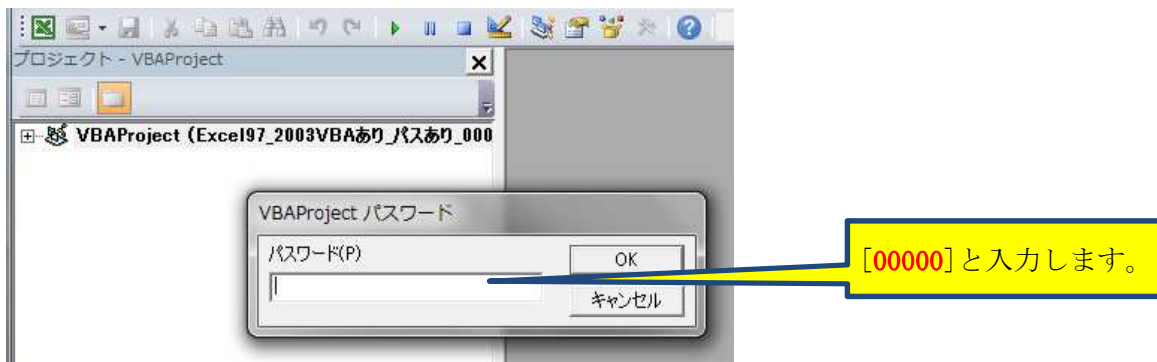 プロジェクト - VBAProject
VBAProject (Excel97_2003VBAあり_パスあり_000
VBAProject パスワード
パスワード(P)
OK
キャンセル
[00000]と入力します。